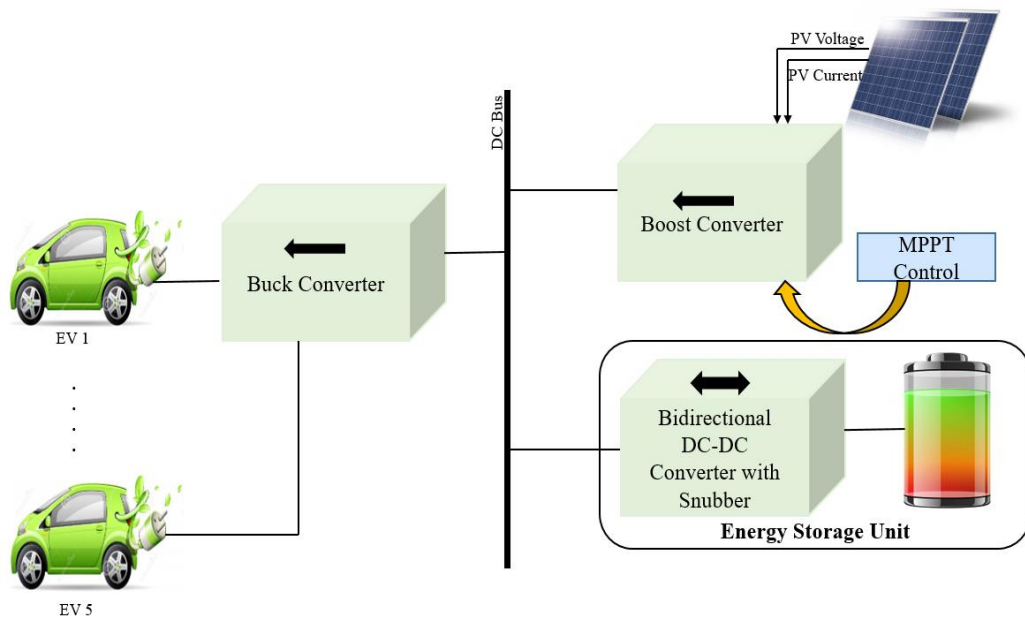 PV Voltage
PV Current
DC Bus
Boost Converter
MPPT
Control
Buck Converter
EV 1
Bidirectional
DC-DC
Converter with
Snubber
Energy Storage Unit
EV 5